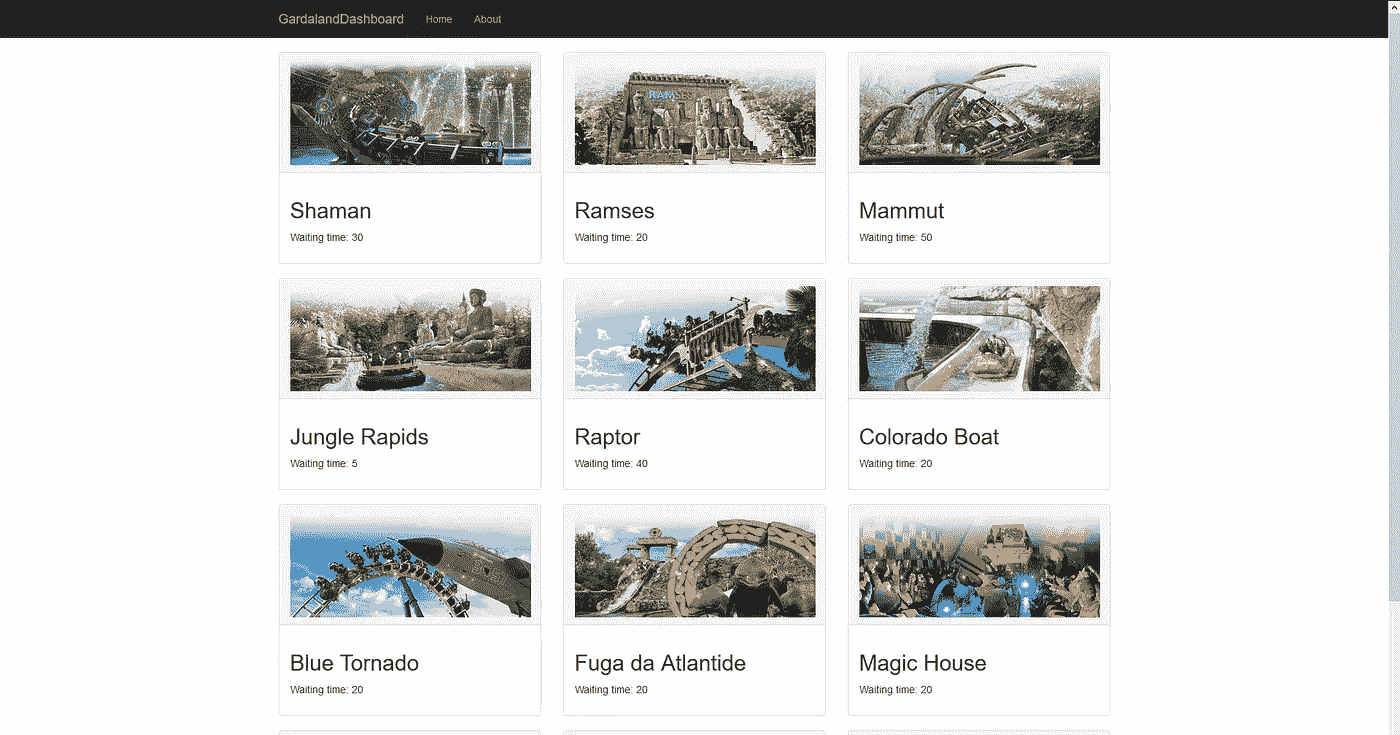 GardalandDashboard Home About
RAMSES
Shaman
Waiting time: 30
Ramses
Waiting time: 20
Mammut
Waiting time: 50
Jungle Rapids
Waiting time: 5
Raptor
Waiting time: 40
Colorado Boat
Waiting time: 20
Blue Tornado
Waiting time: 20
Fuga da Atlantide
Waiting time: 20
Magic House
Waiting time: 20